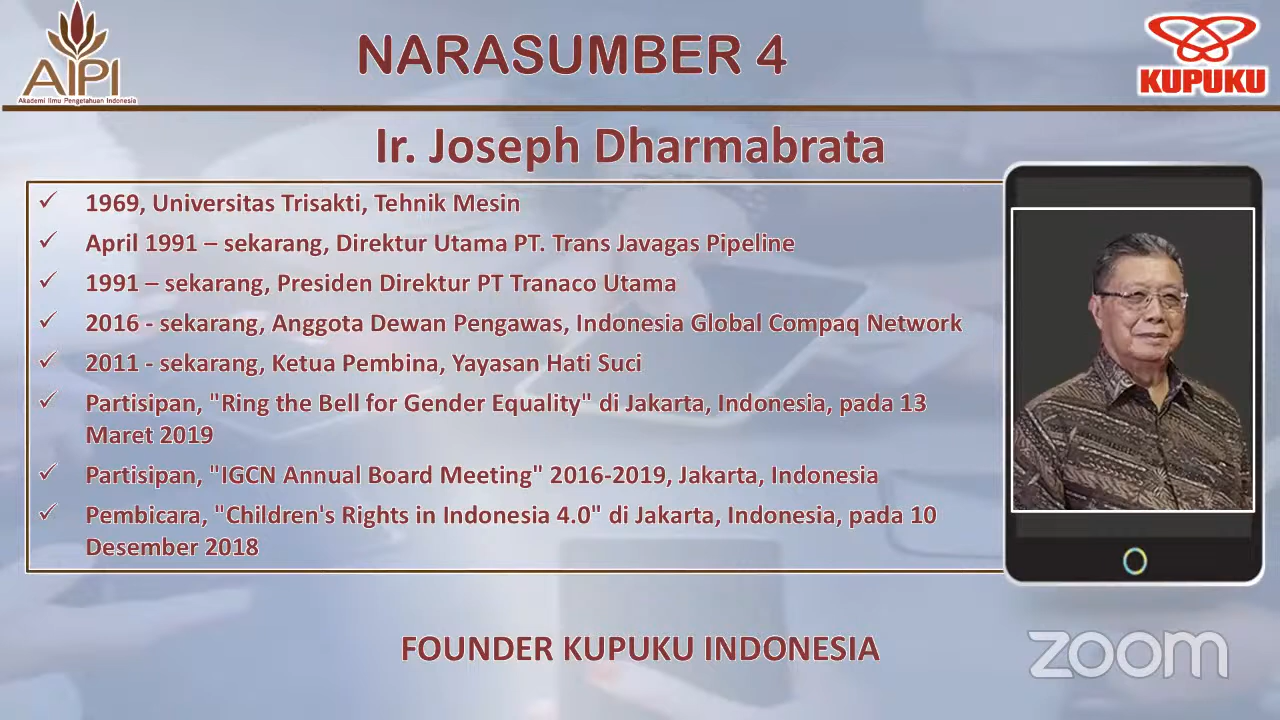 AIPI
Akademi Ilmu Pengetahuan Indonesia
NARASUMBER 4
KUPUKU
Ir. Joseph Dharmabrata
✓ 1969, Universitas Trisakti, Tehnik Mesin
✓ April 1991 – sekarang, Direktur Utama PT. Trans Javagas Pipeline
✓ 1991 – sekarang, Presiden Direktur PT Tranaco Utama
✓ 2016 - sekarang, Anggota Dewan Pengawas, Indonesia Global Compaq Network
✓ 2011 - sekarang, Ketua Pembina, Yayasan Hati Suci
✓ Partisipan, "Ring the Bell for Gender Equality" di Jakarta, Indonesia, pada 13
Maret 2019
✓ Partisipan, "IGCN Annual Board Meeting" 2016-2019, Jakarta, Indonesia
✓ Pembicara, "Children's Rights in Indonesia 4.0" di Jakarta, Indonesia, pada 10
Desember 2018
FOUNDER KUPUKU INDONESIA
zoom